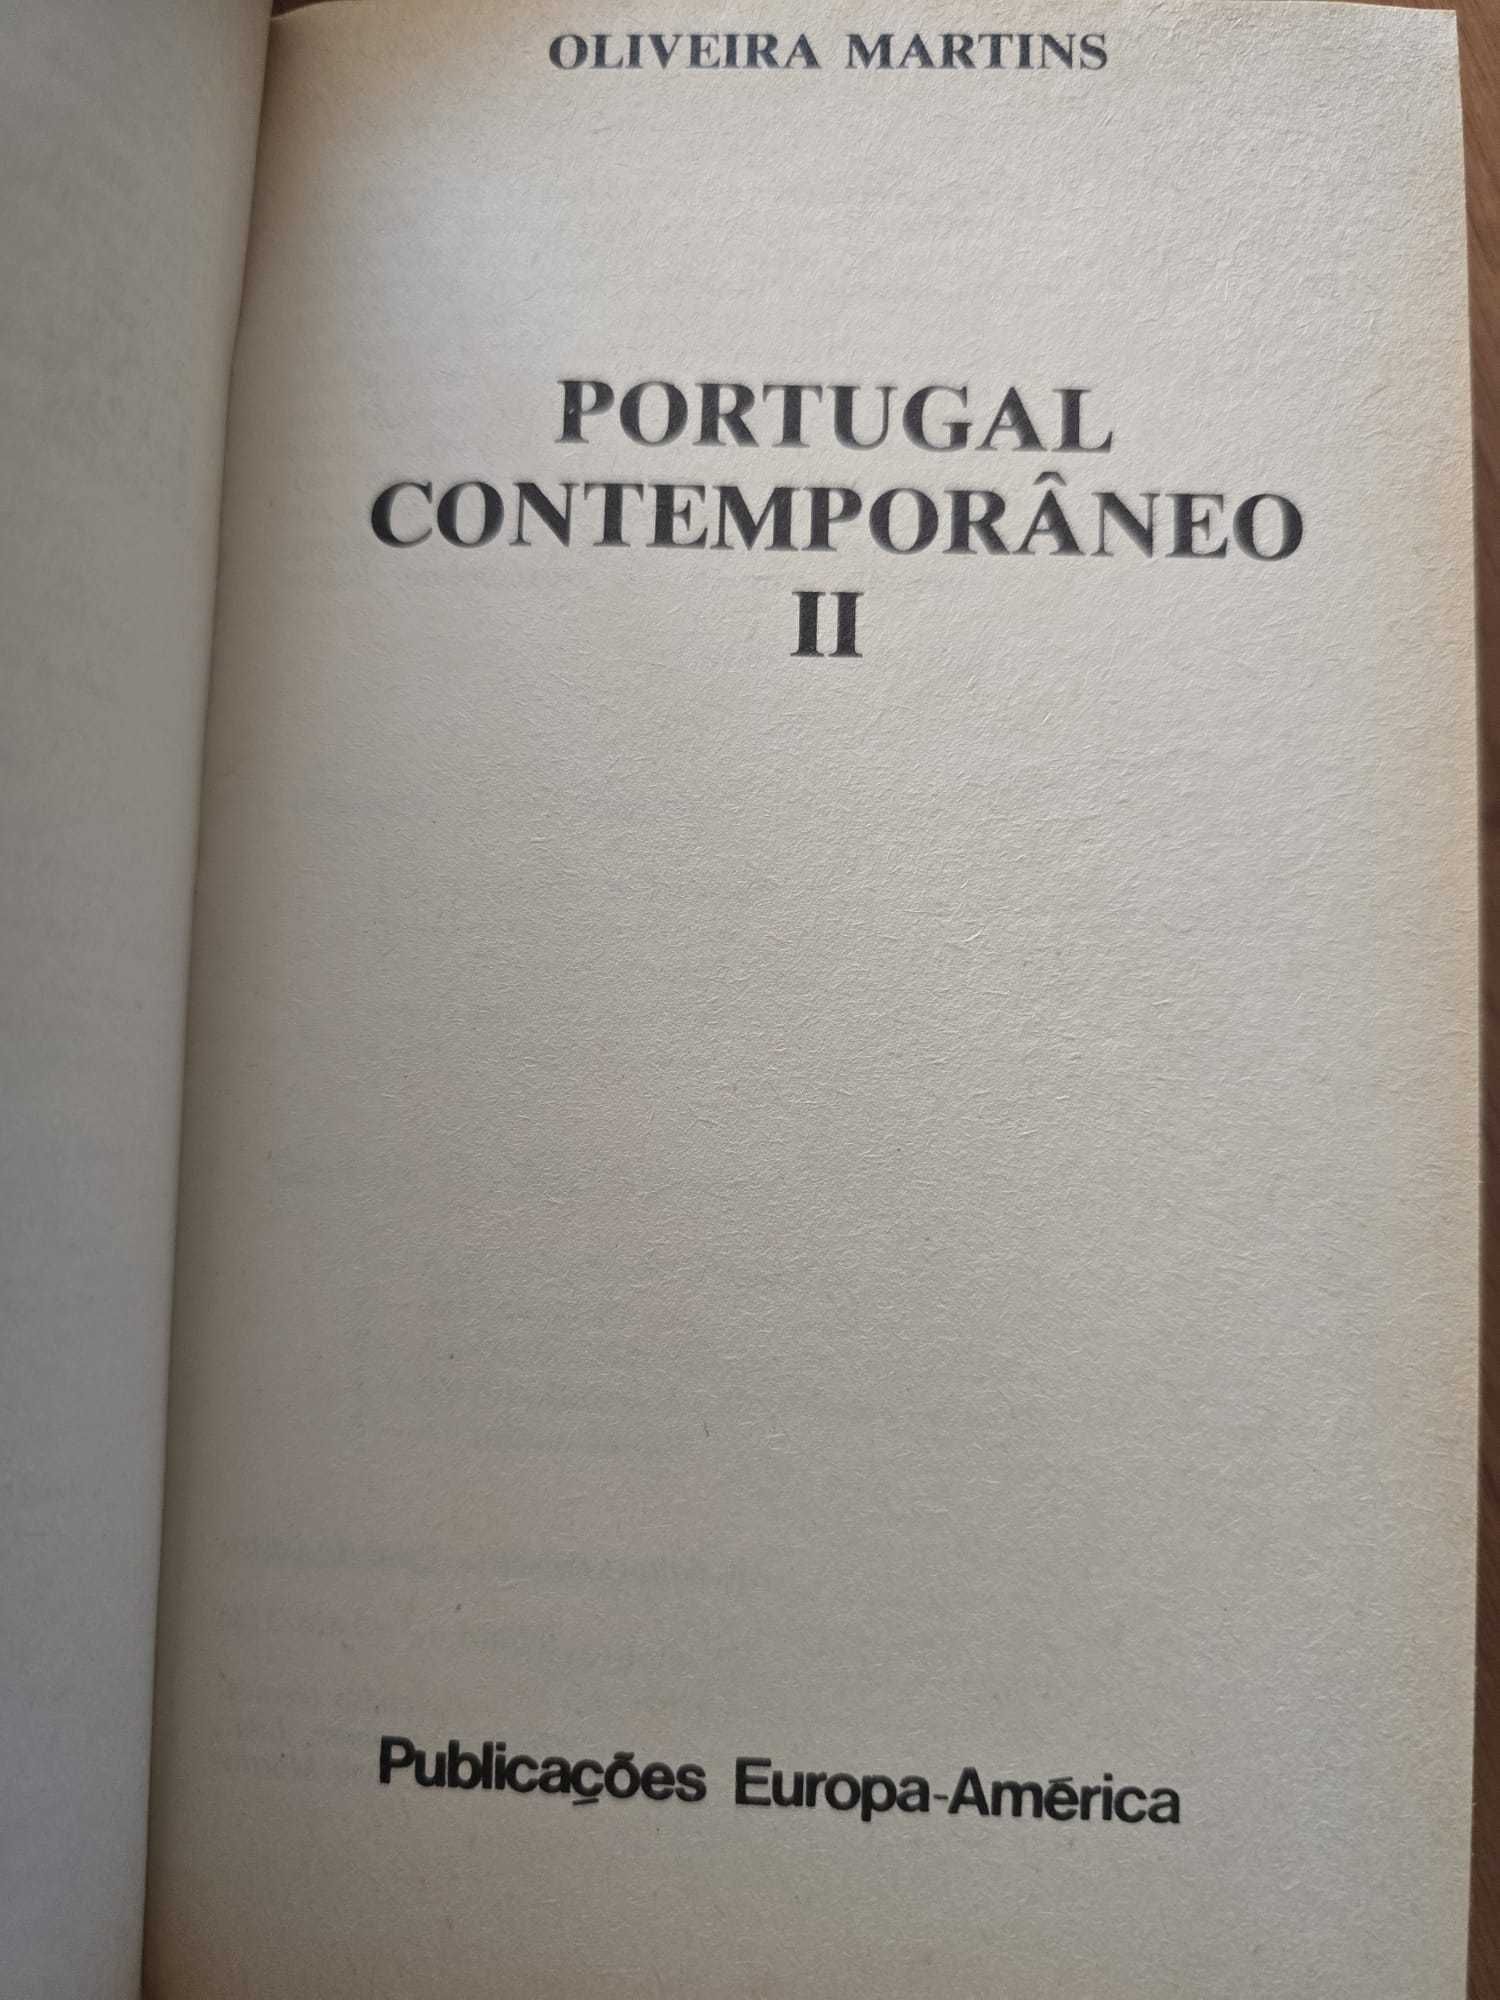 OLIVEIRA MARTINS
PORTUGAL
CONTEMPORÂNEO
II
Publicações Europa-América